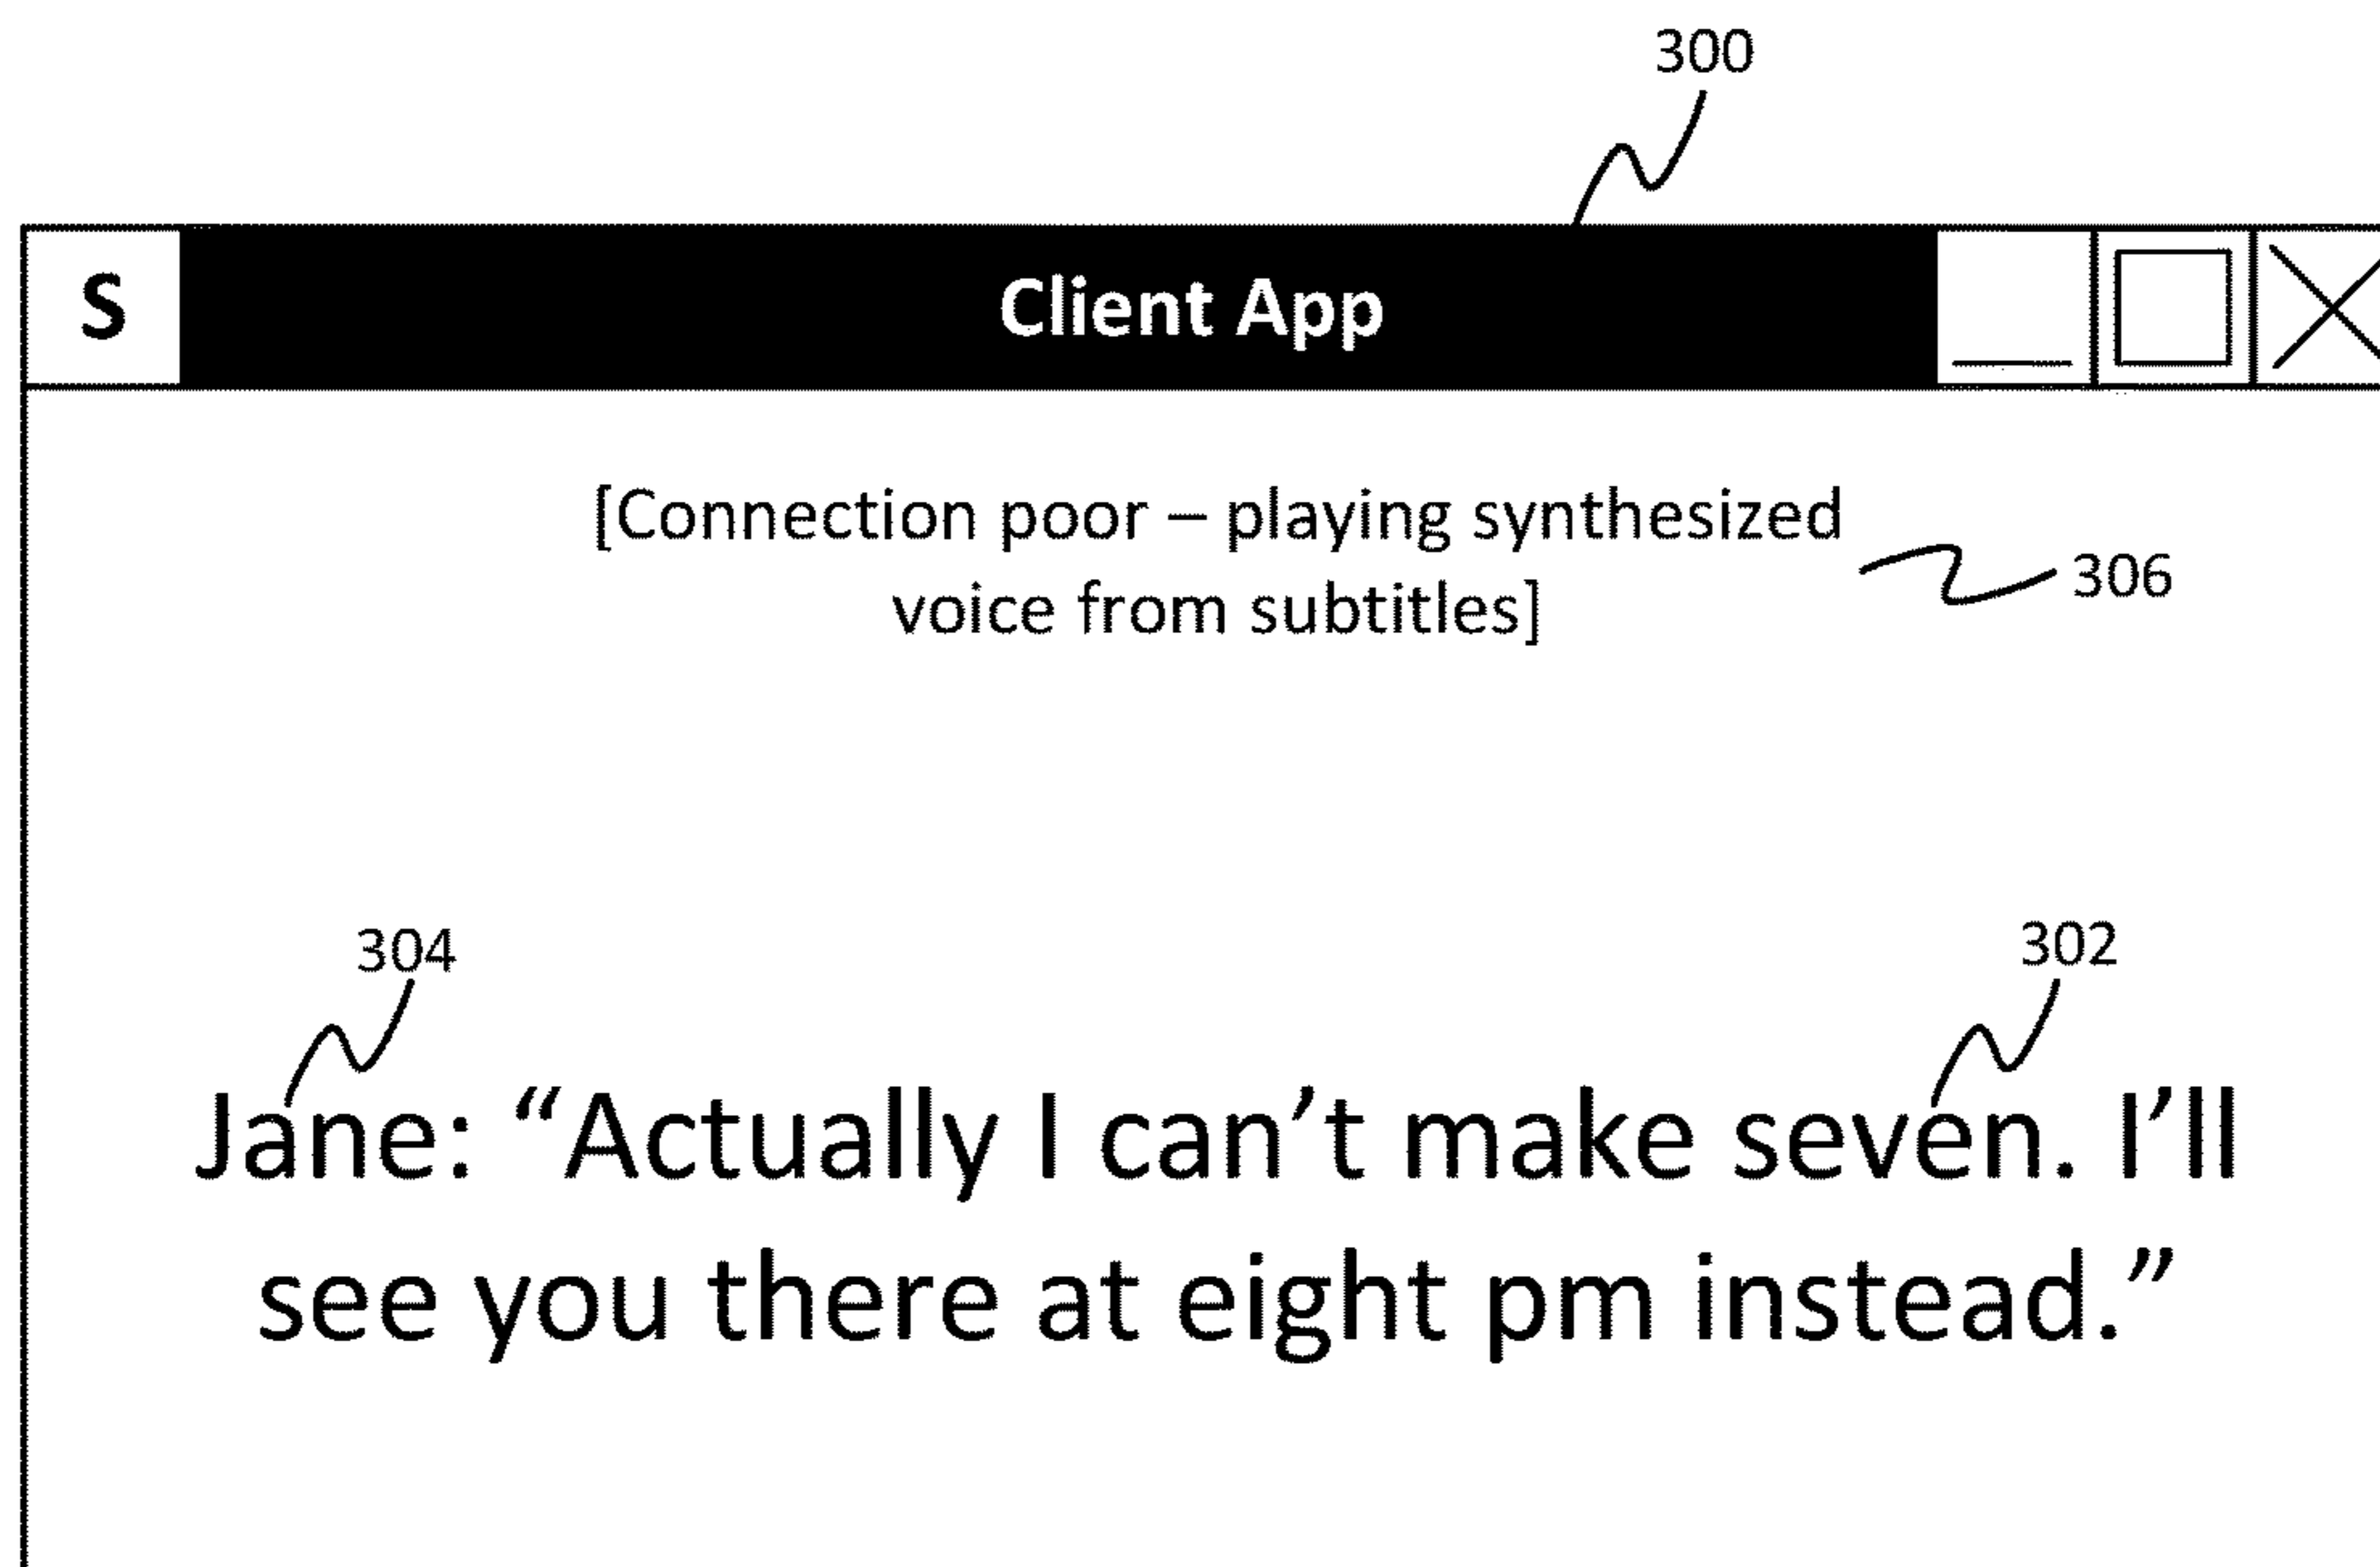 300
S Client App
[Connection poor – playing synthesized
voice from subtitles]
306
304
302
Jane: “Actually I can’t make seven. I’ll
see you there at eight pm instead.”